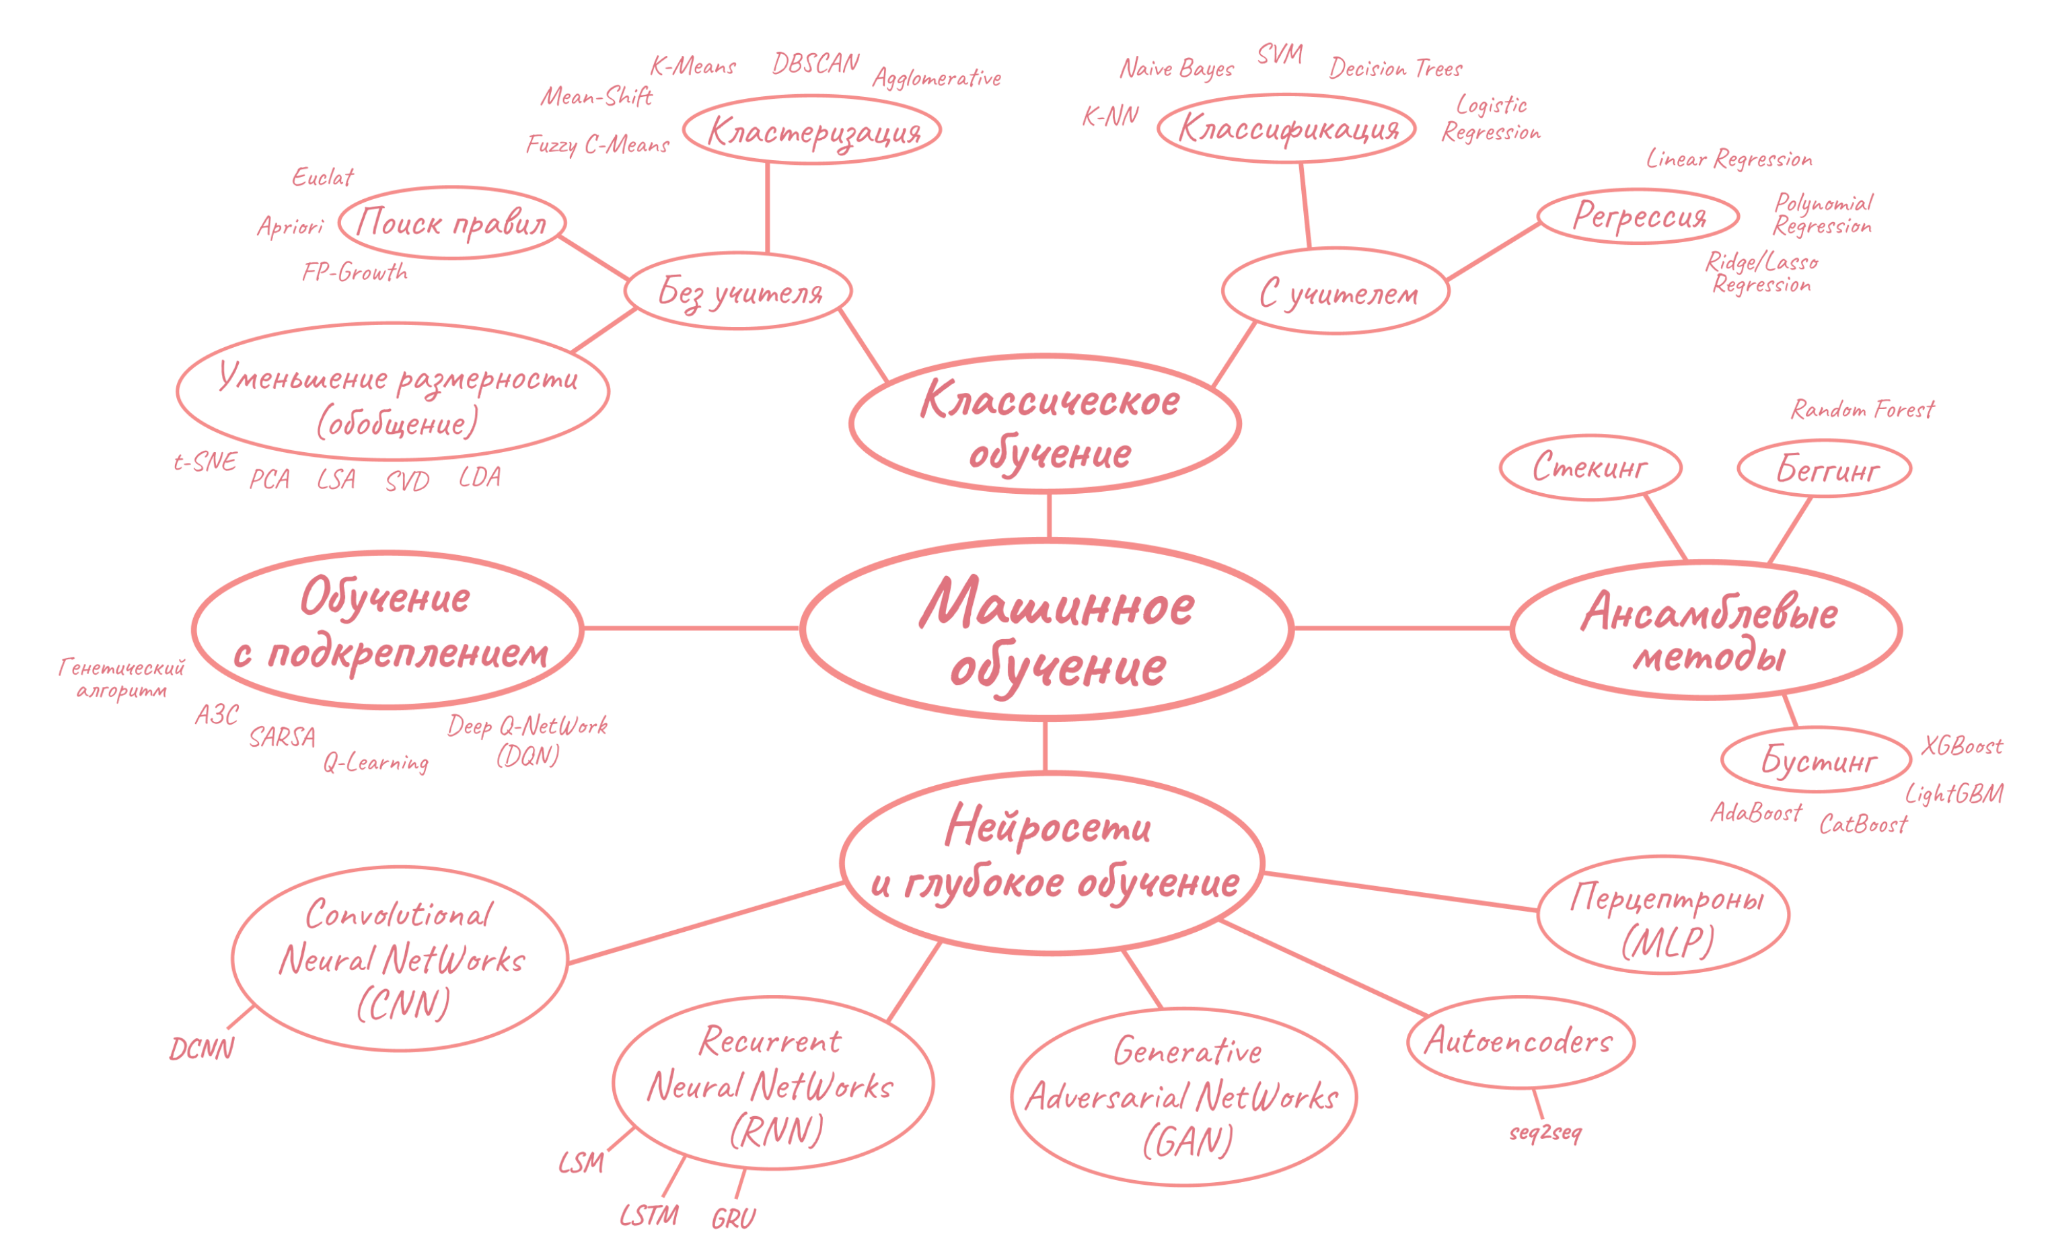 K-Means
DBSCAN
Agglomerative
Mean-Shift
Fuzzy C-Means
Кластеризация
Euclat
Apriori
FP-Growth
Поиск правил
Без учителя
Уменьшение размерности
(обобщение)
t-SNE
PCA
LSA
SVD
LDA
Naive Bayes
SVM
Decision Trees
K-NN
Logistic
Regression
Классификация
Linear Regression
Регрессия
Polynomial
Regression
Ridge/Lasso
Regression
С учителем
Классическое
обучение
Random Forest
Стекинг
Беггинг
Обучение
с подкреплением
Генетический
алгоритм
A3C
SARSA
Q-Learning
Deep Q-NetWork
(DQN)
Машинное
обучение
Ансамблевые
методы
Бустинг
XGBoost
LightGBM
AdaBoost
CatBoost
Нейросети
и глубокое обучение
Convolutional
Neural NetWorks
(CNN)
DCNN
Recurrent
Neural NetWorks
(RNN)
LSM
LSTM
GRU
Generative
Adversarial NetWorks
(GAN)
Autoencoders
seq2seq
Перцептроны
(MLP)